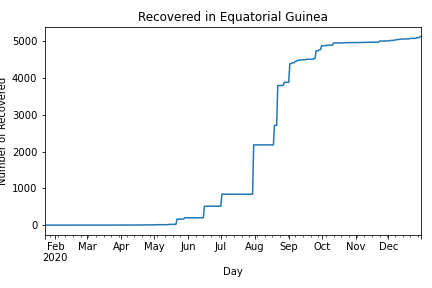 Recovered in Equatorial Guinea
Number of Recovered
5000
4000
3000
2000
1000
0
Feb Mar Apr May Jun Jul Aug Sep Oct Nov Dec
2020
Day